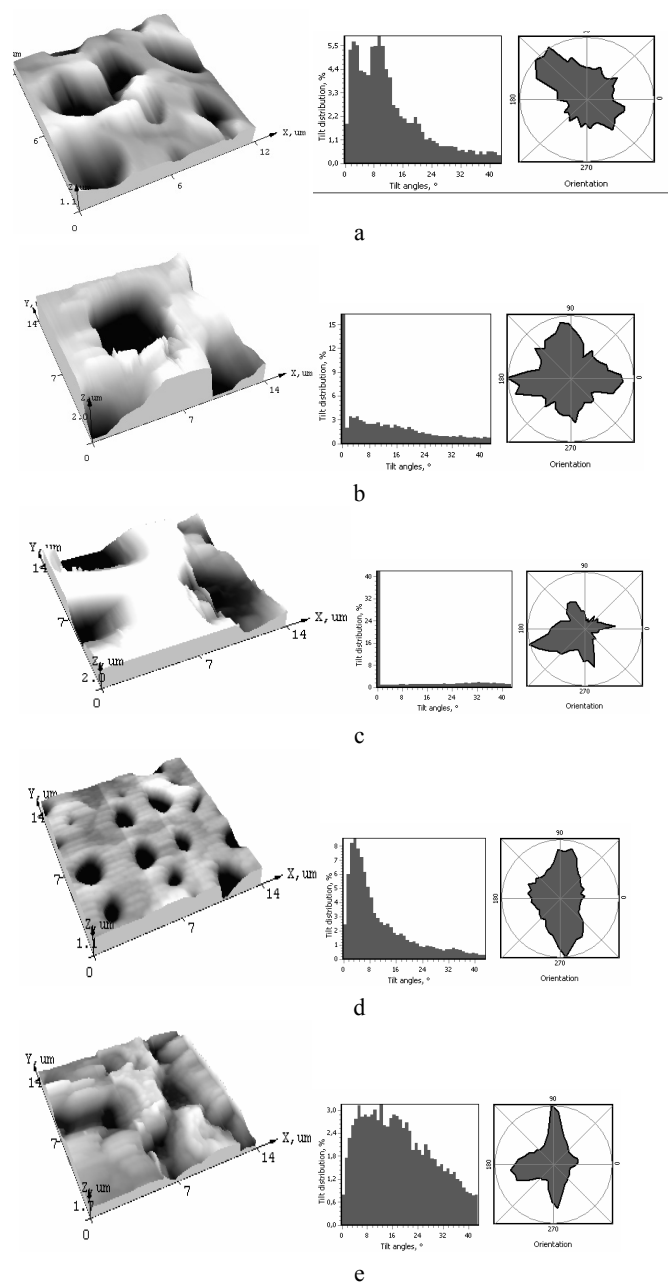 12
6
X,um
12
6
1.1
0
Tilt distribution, %
5,5
4,4
3,3
2,2
1,1
0,0
0 8 16 24 32 40
Tilt angles, °
180
0
270
Orientation
a
Y,um
14
7
X,um
14
7
Z,um
2.0
0
Tilt distribution, %
15
12
9
6
3
0
0 8 16 24 32 40
Tilt angles, °
90
180
0
270
Orientation
b
Y,um
14
7
X,um
14
7
Z,um
2.0
0
Tilt distribution, %
40
32
24
16
8
0
0 8 16 24 32 40
Tilt angles, °
90
180
0
270
Orientation
c
Y,um
14
7
X,um
14
7
Z,um
1.1
0
Tilt distribution, %
8
7
6
5
4
3
2
1
0
0 8 16 24 32 40
Tilt angles, °
90
180
0
270
Orientation
d
Y,um
14
7
X,um
14
7
Z,um
1.7
0
Tilt distribution, %
3,0
2,4
1,8
1,2
0,6
0,0
0 8 16 24 32 40
Tilt angles, °
90
180
0
270
Orientation
e